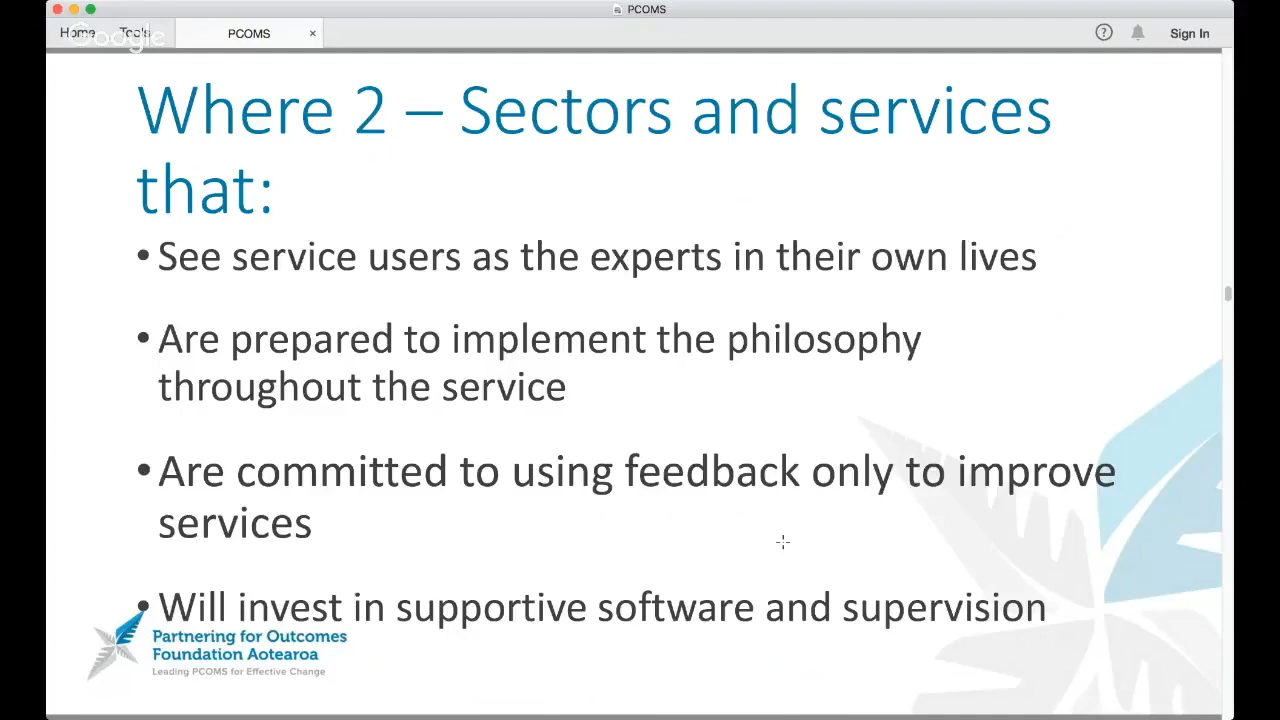 PCOMS
Home Tools PCOMS × ? Sign In
Google
Where 2 – Sectors and services
that:
• See service users as the experts in their own lives
• Are prepared to implement the philosophy
throughout the service
• Are committed to using feedback only to improve
services
• Will invest in supportive software and supervision
Partnering for Outcomes
Foundation Aotearoa
Leading PCOMS for Effective Change